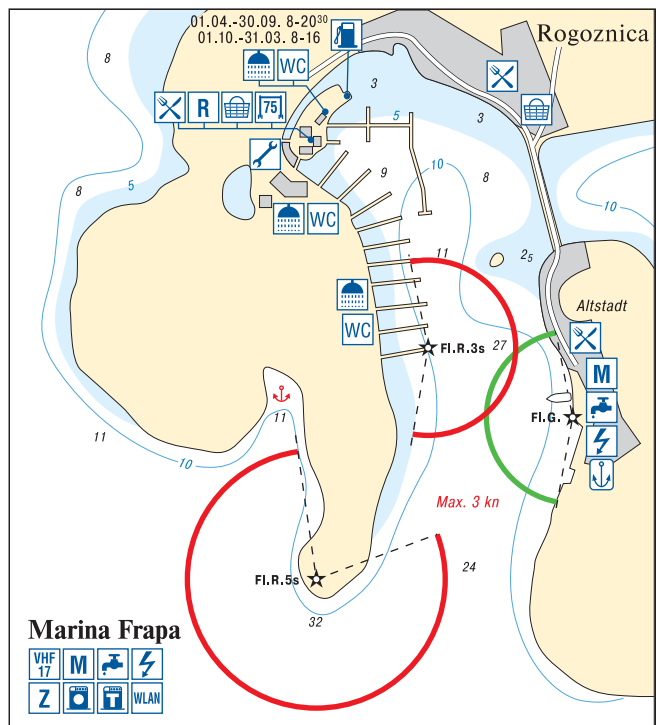 01.04.-30.09. 8-20³⁰
01.10.-31.03. 8-16
Rogoznica
8
WC
3
R
75
3
5
10
9
8
8
5
10
WC
11
2₅
Altstadt
WC
Fl.R.3s
27
M
11
11
Fl.G.
10
Max. 3 kn
24
Fl.R.5s
32
Marina Frapa
VHF
17
M
Z
T
WLAN